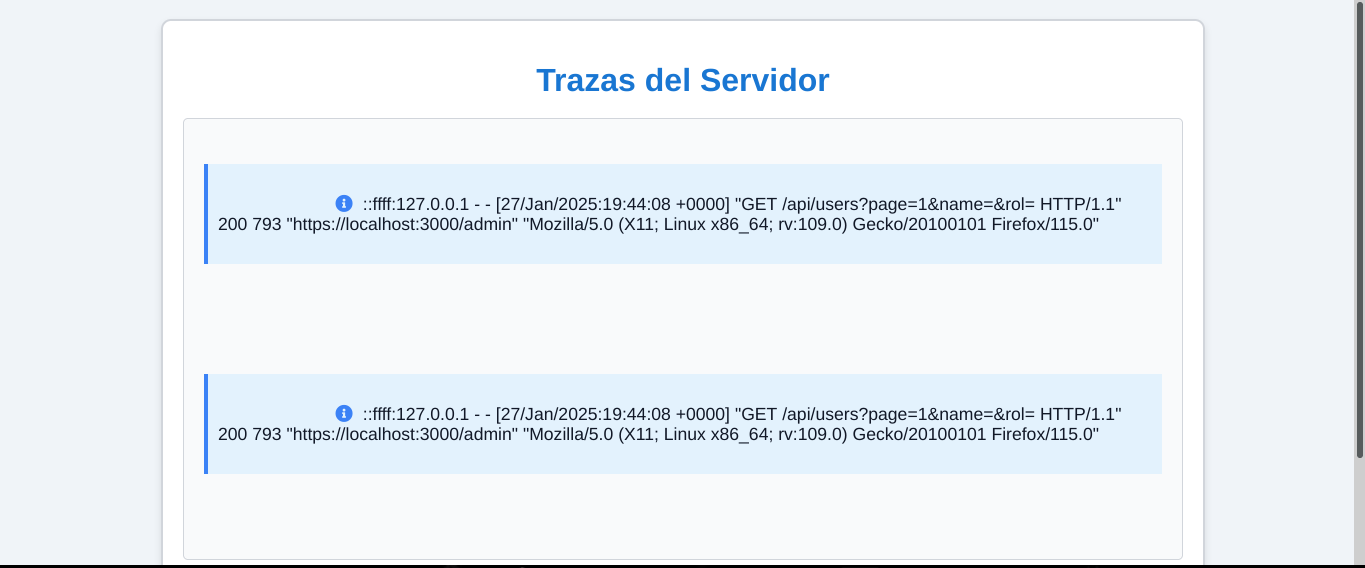 Trazas del Servidor
::ffff:127.0.0.1 - - [27/Jan/2025:19:44:08 +0000] "GET /api/users?page=1&name=&rol= HTTP/1.1"
200 793 "https://localhost:3000/admin" "Mozilla/5.0 (X11; Linux x86_64; rv:109.0) Gecko/20100101 Firefox/115.0"
::ffff:127.0.0.1 - - [27/Jan/2025:19:44:08 +0000] "GET /api/users?page=1&name=&rol= HTTP/1.1"
200 793 "https://localhost:3000/admin" "Mozilla/5.0 (X11; Linux x86_64; rv:109.0) Gecko/20100101 Firefox/115.0"